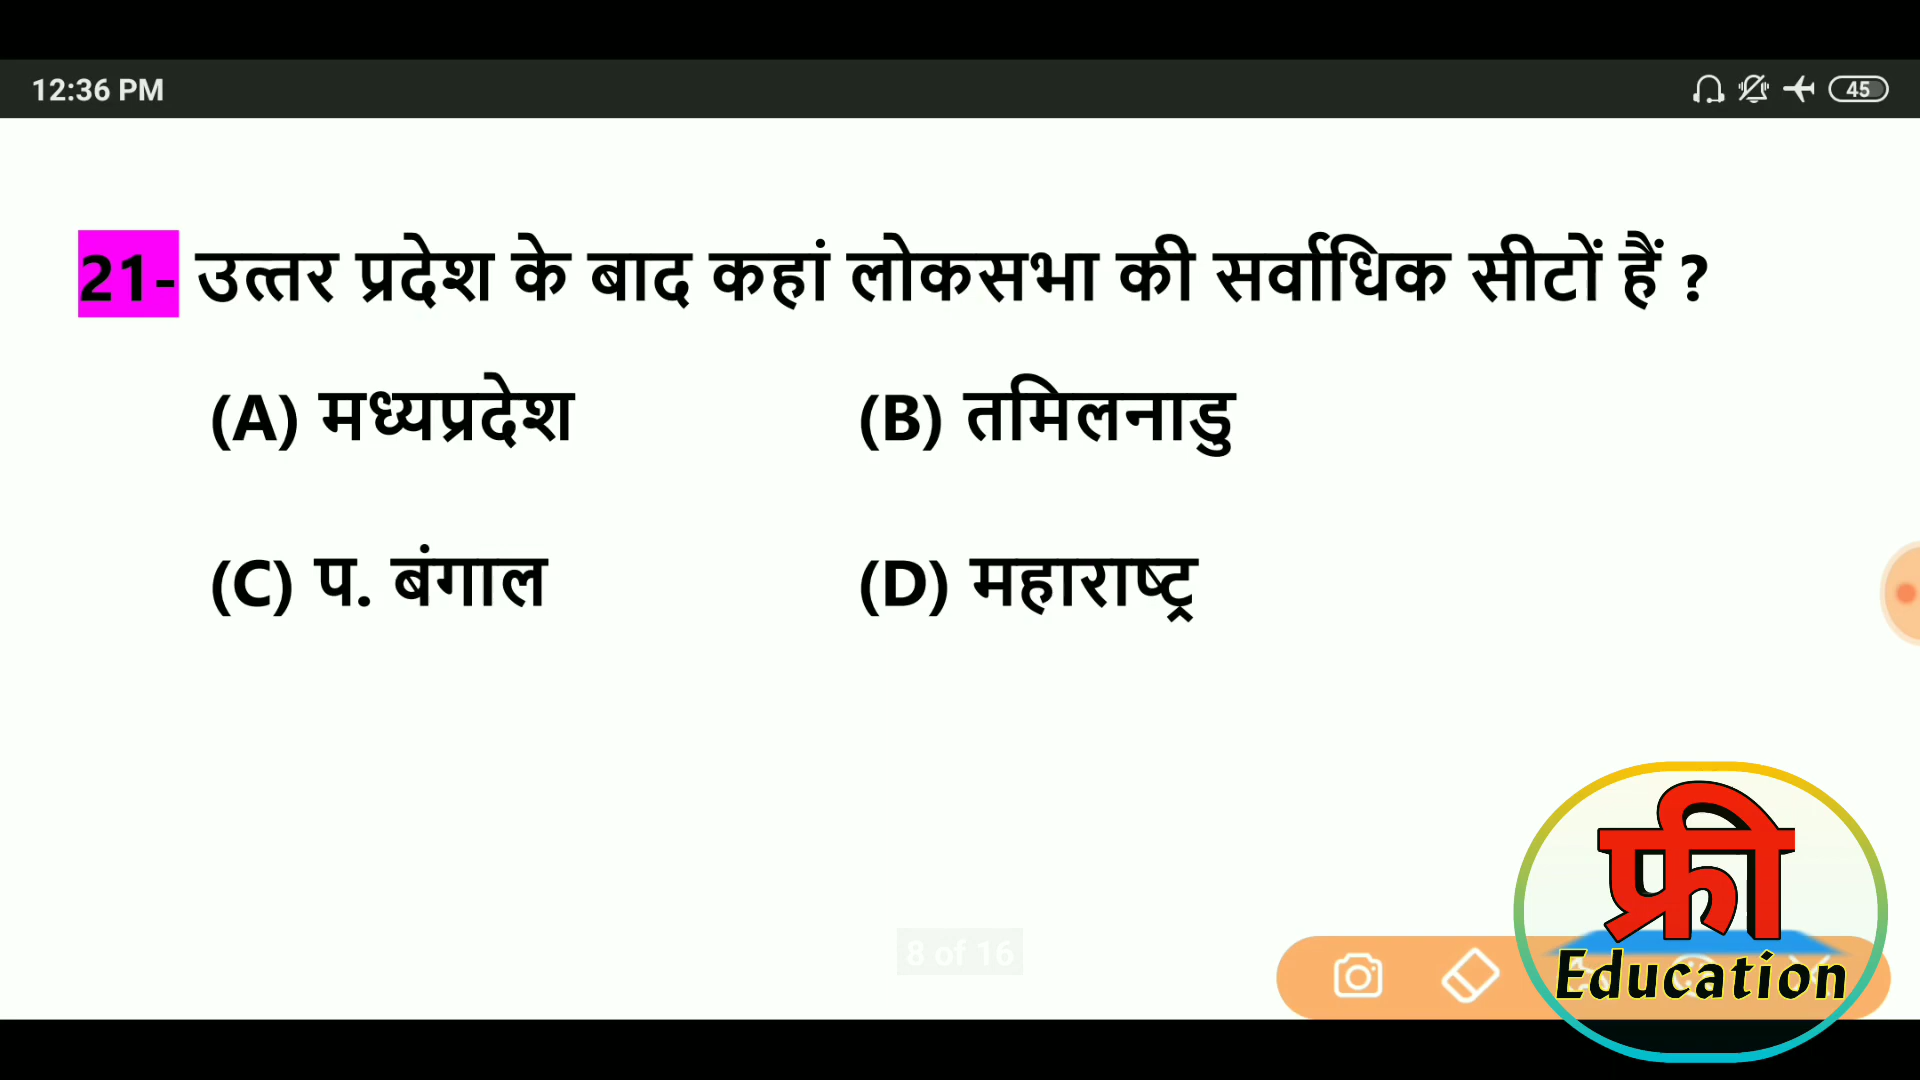 12:36 PM
45
21- उत्तर प्रदेश के बाद कहां लोकसभा की सर्वाधिक सीटों हैं ?
(A) मध्यप्रदेश (B) तमिलनाडु
(C) प. बंगाल (D) महाराष्ट्र
8 of 16
फ्री
Education